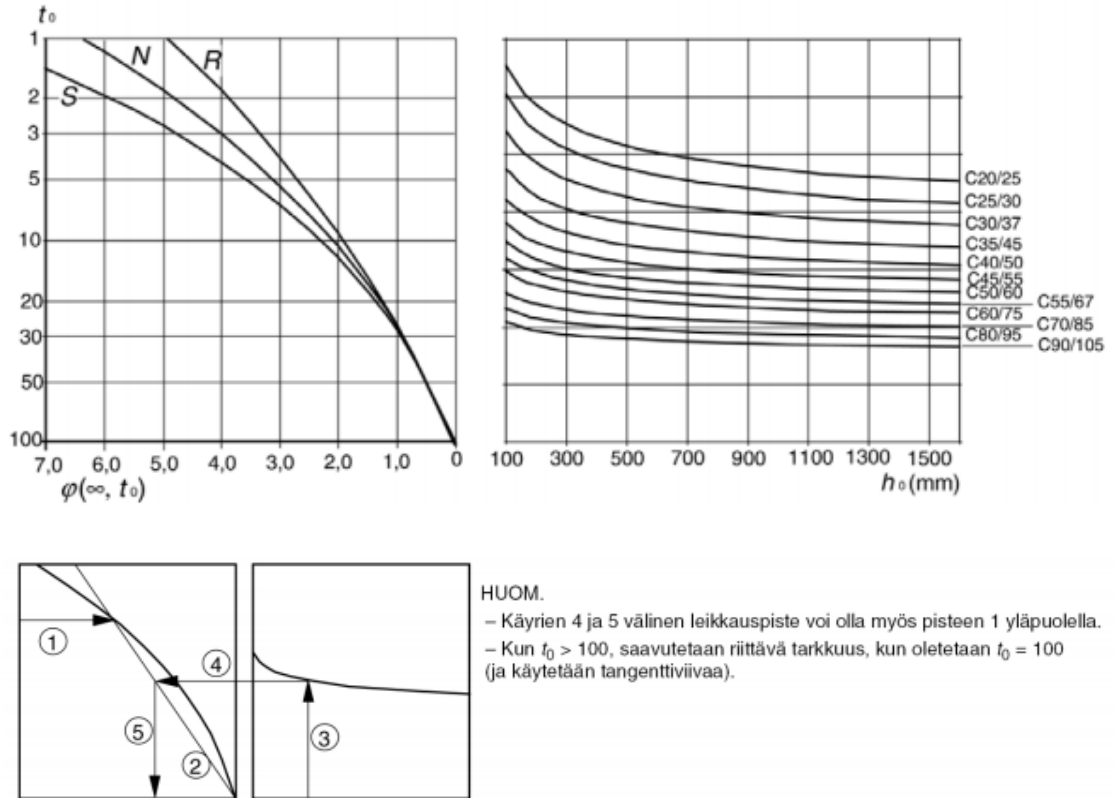 t₀
1
2
3
5
10
20
30
50
100
S
N
R
7,0 6,0 5,0 4,0 3,0 2,0 1,0 0
φ(∞, t₀)
C20/25
C25/30
C30/37
C35/45
C40/50
C45/55
C50/60
C55/67
C60/75
C70/85
C80/95
C90/105
100 300 500 700 900 1100 1300 1500
h₀ (mm)
①
②
③
④
⑤
HUOM.
– Käyrien 4 ja 5 välinen leikkauspiste voi olla myös pisteen 1 yläpuolella.
– Kun t₀ > 100, saavutetaan riittävä tarkkuus, kun oletetaan t₀ = 100
(ja käytetään tangenttiviivaa).